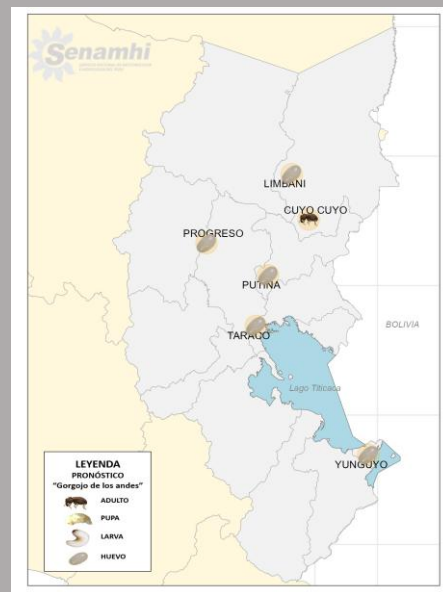 Senamhi
LIMBANI
CUYO CUYO
PROGRESO
PUTINA
TARACO
BOLIVIA
Lago Titicaca
YUNGUYO
LEYENDA
PRONÓSTICO
"Gorgojo de los andes"
ADULTO
PUPA
LARVA
HUEVO